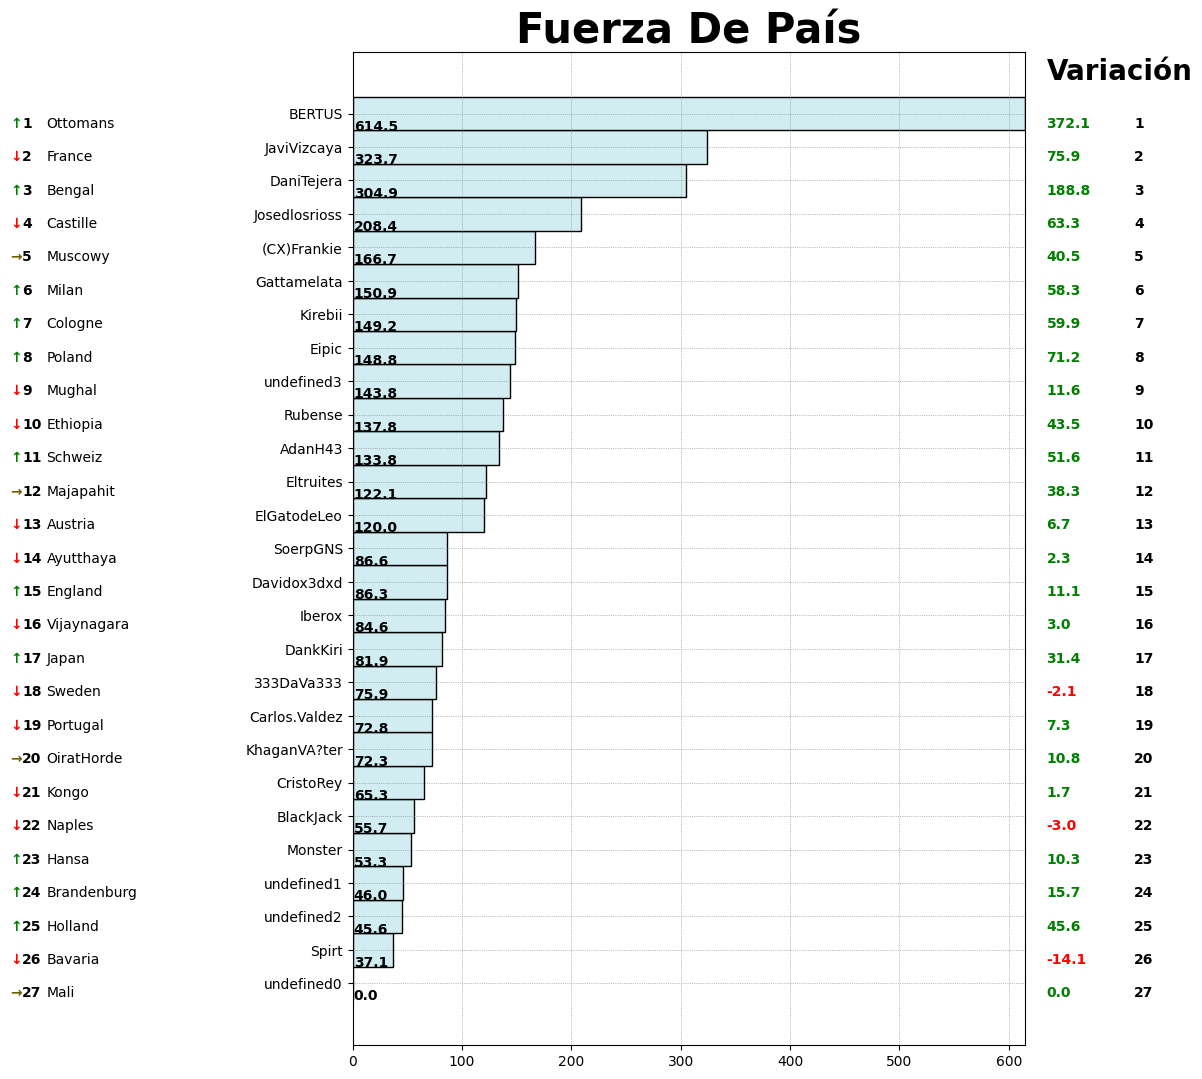 Fuerza De País
Variación
↑1 Ottomans BERTUS 614.5 372.1 1
↓2 France JaviVizcaya 323.7 75.9 2
↑3 Bengal DaniTejera 304.9 188.8 3
↓4 Castille Josedlosrioss 208.4 63.3 4
→5 Muscowy (CX)Frankie 166.7 40.5 5
↑6 Milan Gattamelata 150.9 58.3 6
↑7 Cologne Kirebii 149.2 59.9 7
↑8 Poland Eipic 148.8 71.2 8
↓9 Mughal undefined3 143.8 11.6 9
↓10 Ethiopia Rubense 137.8 43.5 10
↑11 Schweiz AdanH43 133.8 51.6 11
→12 Majapahit Eltruites 122.1 38.3 12
↓13 Austria ElGatodeLeo 120.0 6.7 13
↓14 Ayutthaya SoerpGNS 86.6 2.3 14
↑15 England Davidox3dxd 86.3 11.1 15
↓16 Vijaynagara Iberox 84.6 3.0 16
↑17 Japan DankKiri 81.9 31.4 17
↓18 Sweden 333DaVa333 75.9 -2.1 18
↓19 Portugal Carlos.Valdez 72.8 7.3 19
→20 OiratHorde KhaganVA?ter 72.3 10.8 20
↓21 Kongo CristoRey 65.3 1.7 21
↓22 Naples BlackJack 55.7 -3.0 22
↑23 Hansa Monster 53.3 10.3 23
↑24 Brandenburg undefined1 46.0 15.7 24
↑25 Holland undefined2 45.6 45.6 25
↓26 Bavaria Spirt 37.1 -14.1 26
→27 Mali undefined0 0.0 0.0 27
0 100 200 300 400 500 600